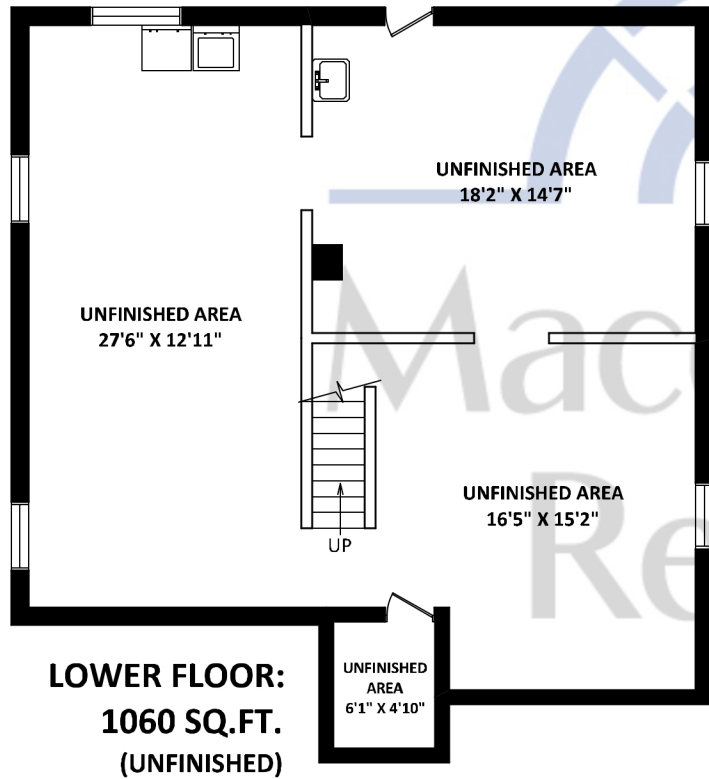 UNFINISHED AREA
18'2" X 14'7"
UNFINISHED AREA
27'6" X 12'11"
UNFINISHED AREA
16'5" X 15'2"
UP
UNFINISHED
AREA
6'1" X 4'10"
LOWER FLOOR:
1060 SQ.FT.
(UNFINISHED)